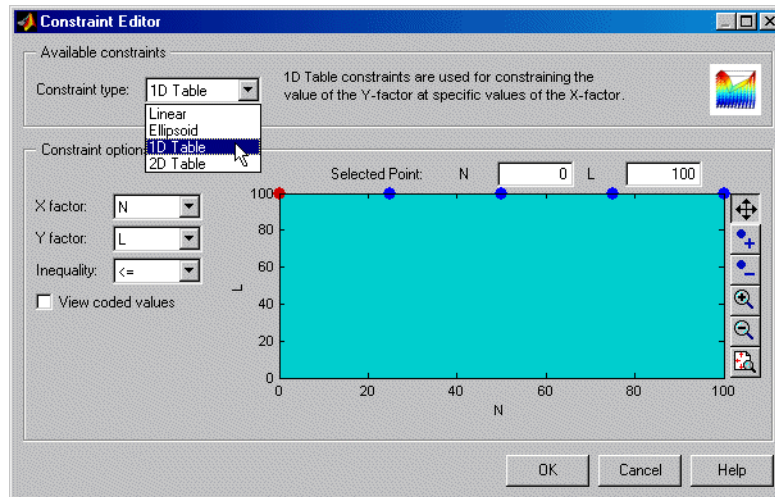 Constraint Editor
Available constraints
Constraint type: 1D Table
1D Table constraints are used for constraining the
value of the Y-factor at specific values of the X-factor.
Linear
Ellipsoid
1D Table
2D Table
Constraint option
Selected Point: N 0 L 100
X factor: N
Y factor: L
Inequality: <=
View coded values
100
80
60
40
20
0
L
0 20 40 60 80 100
N
OK Cancel Help